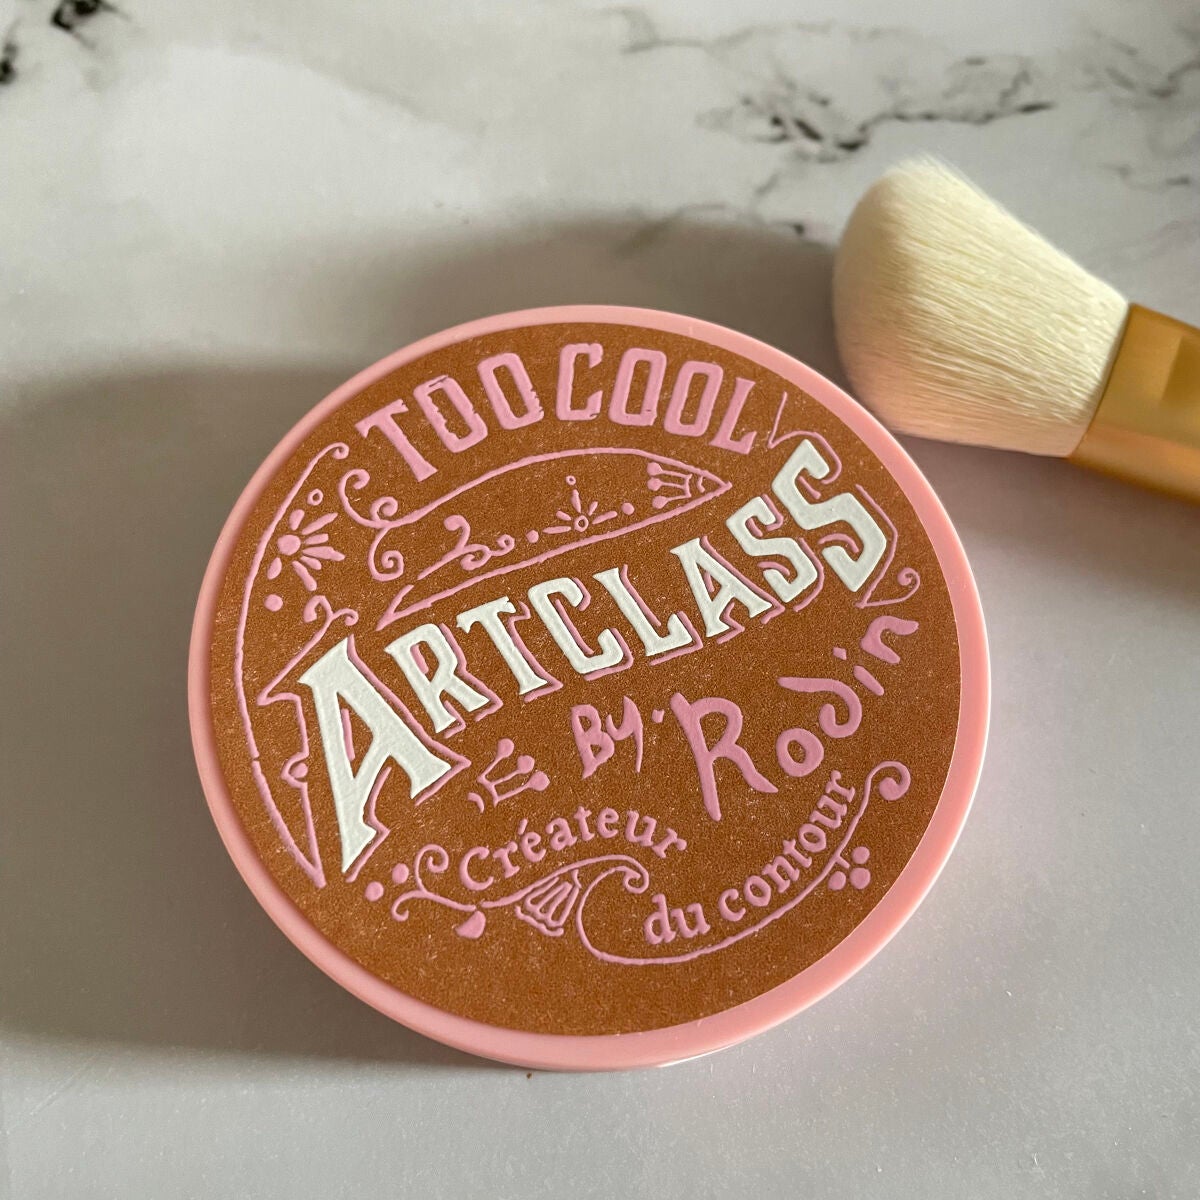 TOO COOL
ARTCLASS
By. Rodin
Créateur
du contour